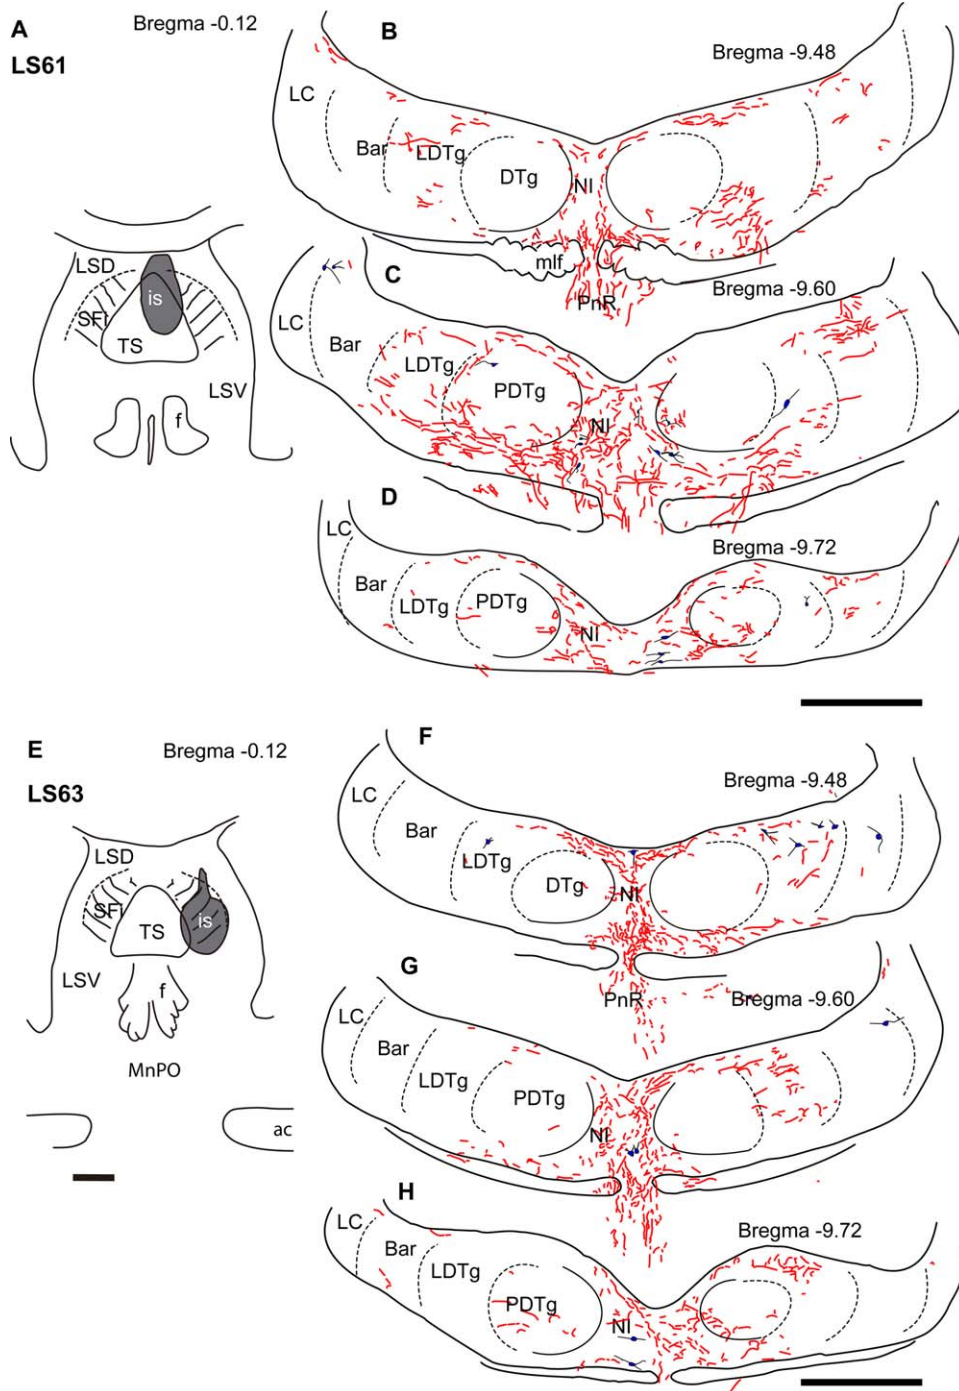 A
Bregma -0.12
LS61
LSD
is
SFi
TS
LSV
f
B
Bregma -9.48
LC
Bar
LDTg
DTg
NI
mlf
PnR
C
Bregma -9.60
LC
Bar
LDTg
PDTg
NI
D
Bregma -9.72
LC
Bar
LDTg
PDTg
NI
E
Bregma -0.12
LS63
LSD
SFi
is
TS
LSV
f
MnPO
ac
F
Bregma -9.48
LC
Bar
LDTg
DTg
NI
PnR
G
Bregma -9.60
LC
Bar
LDTg
PDTg
NI
H
Bregma -9.72
LC
Bar
LDTg
PDTg
NI